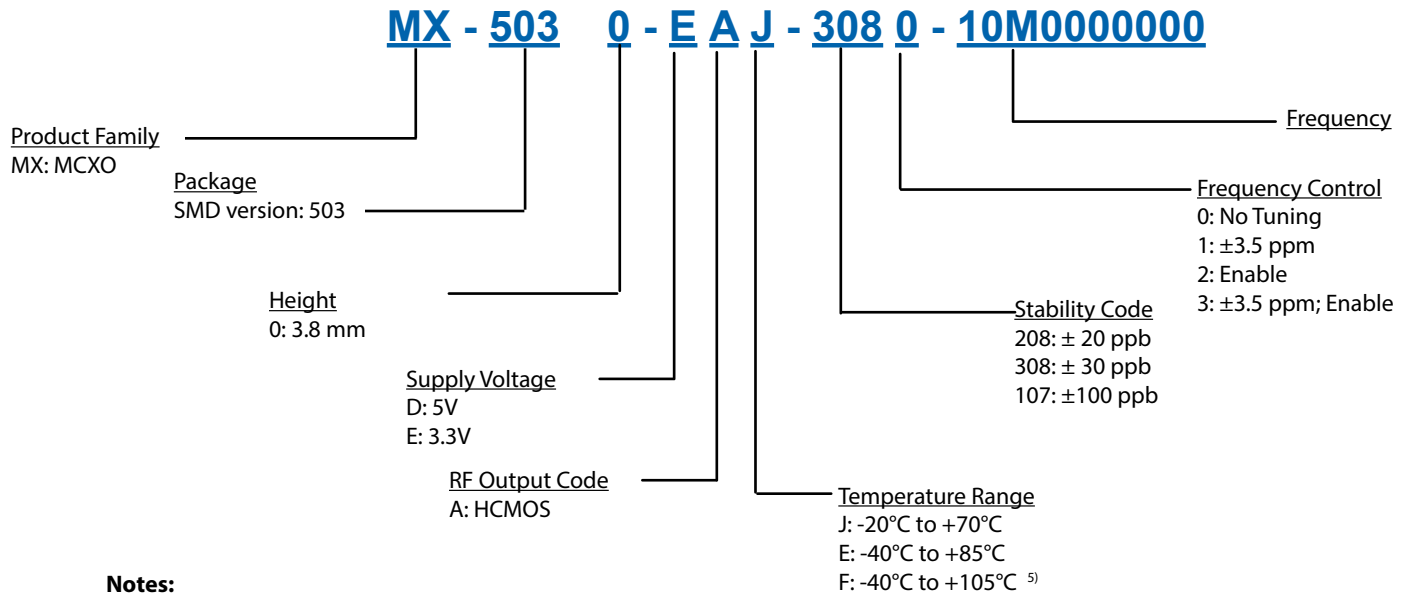 MX - 503 0 - E A J - 308 0 - 10M0000000
Product Family
MX: MCXO
Package
SMD version: 503
Height
0: 3.8 mm
Supply Voltage
D: 5V
E: 3.3V
RF Output Code
A: HCMOS
Temperature Range
J: -20°C to +70°C
E: -40°C to +85°C
F: -40°C to +105°C 5)
Stability Code
208: ± 20 ppb
308: ± 30 ppb
107: ±100 ppb
Frequency Control
0: No Tuning
1: ±3.5 ppm
2: Enable
3: ±3.5 ppm; Enable
Frequency
Notes: